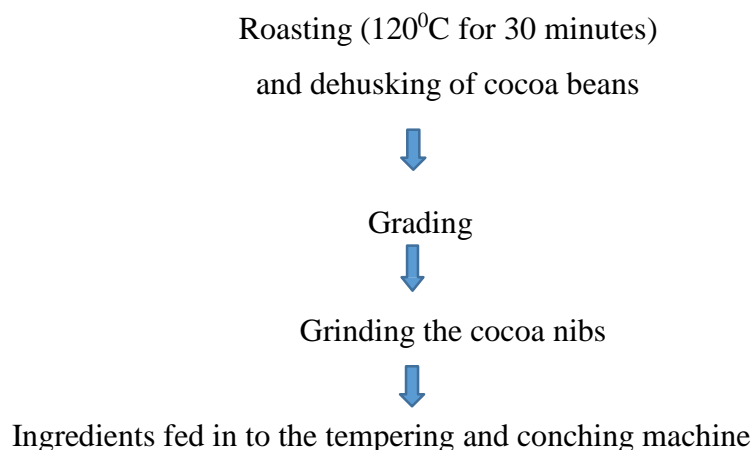 Roasting (120⁰C for 30 minutes)
and dehusking of cocoa beans
Grading
Grinding the cocoa nibs
Ingredients fed in to the tempering and conching machine